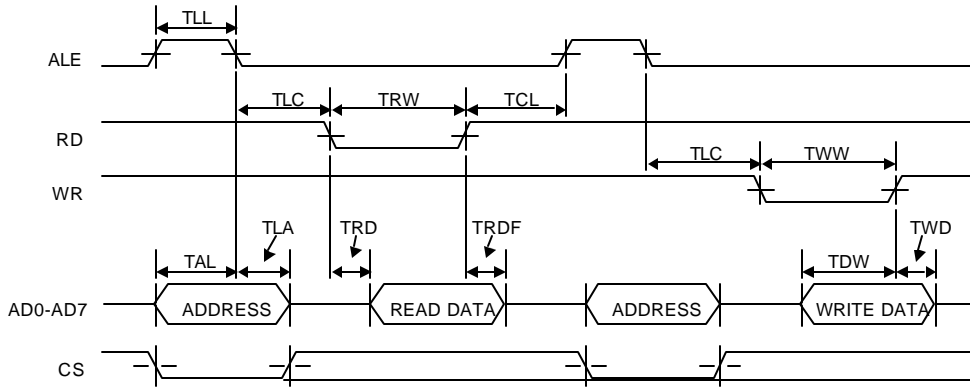 TLL
ALE
TLC TRW TCL
RD
TLC TWW
WR
TLA TRD TRDF TWD
TAL TDW
AD0-AD7 ADDRESS READ DATA ADDRESS WRITE DATA
CS